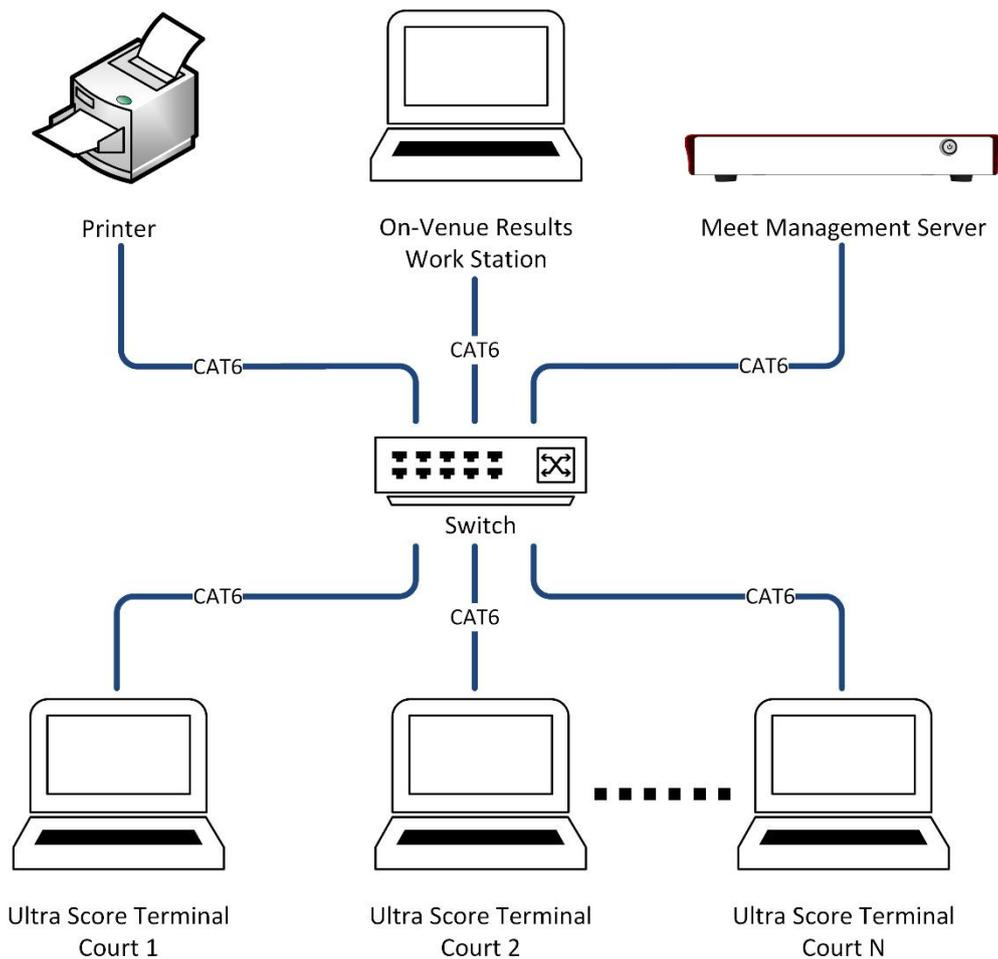 Printer
On-Venue Results
Work Station
Meet Management Server
CAT6
CAT6
CAT6
Switch
CAT6
CAT6
CAT6
Ultra Score Terminal
Court 1
Ultra Score Terminal
Court 2
Ultra Score Terminal
Court N